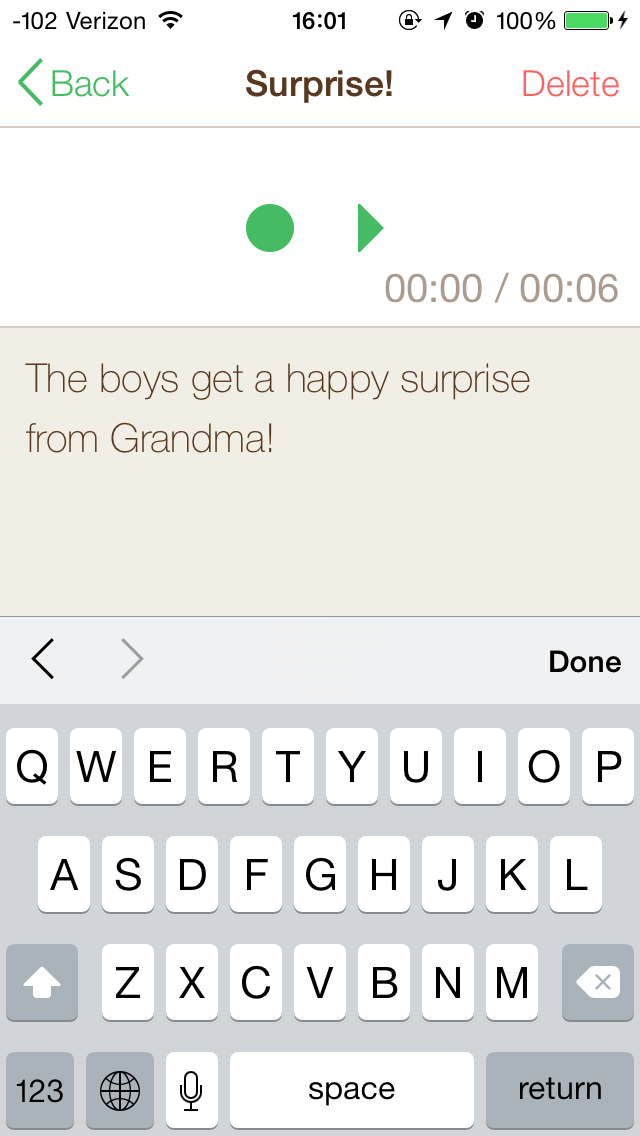 -102 Verizon 16:01 100%
Back Surprise! Delete
00:00 / 00:06
The boys get a happy surprise
from Grandma!
Done
Q W E R T Y U I O P
A S D F G H J K L
Z X C V B N M
123 space return